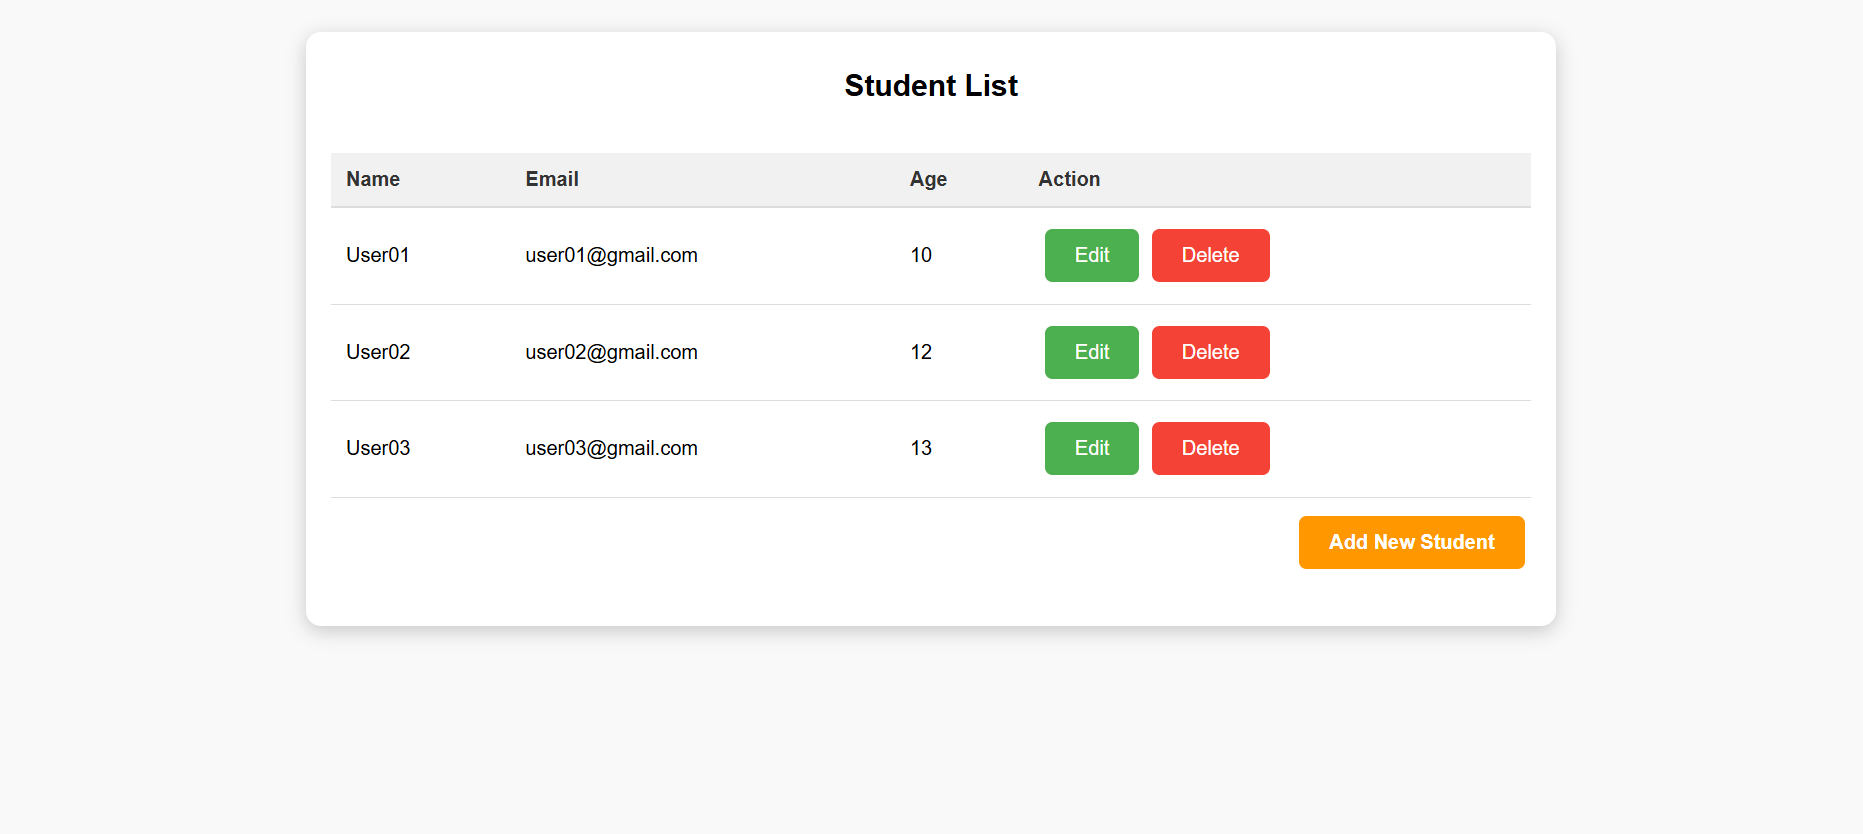 Student List
Name Email Age Action
User01 user01@gmail.com 10 Edit Delete
User02 user02@gmail.com 12 Edit Delete
User03 user03@gmail.com 13 Edit Delete
Add New Student